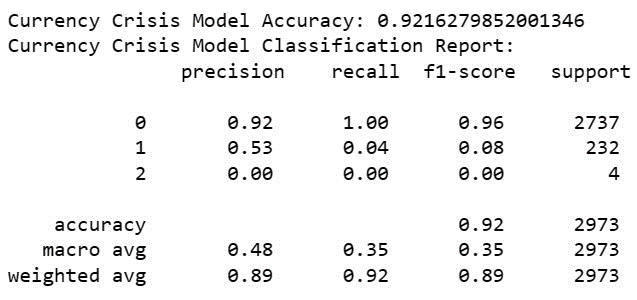 Currency Crisis Model Accuracy: 0.9216279852001346
Currency Crisis Model Classification Report:
precision recall f1-score support
0 0.92 1.00 0.96 2737
1 0.53 0.04 0.08 232
2 0.00 0.00 0.00 4
accuracy 0.92 2973
macro avg 0.48 0.35 0.35 2973
weighted avg 0.89 0.92 0.89 2973